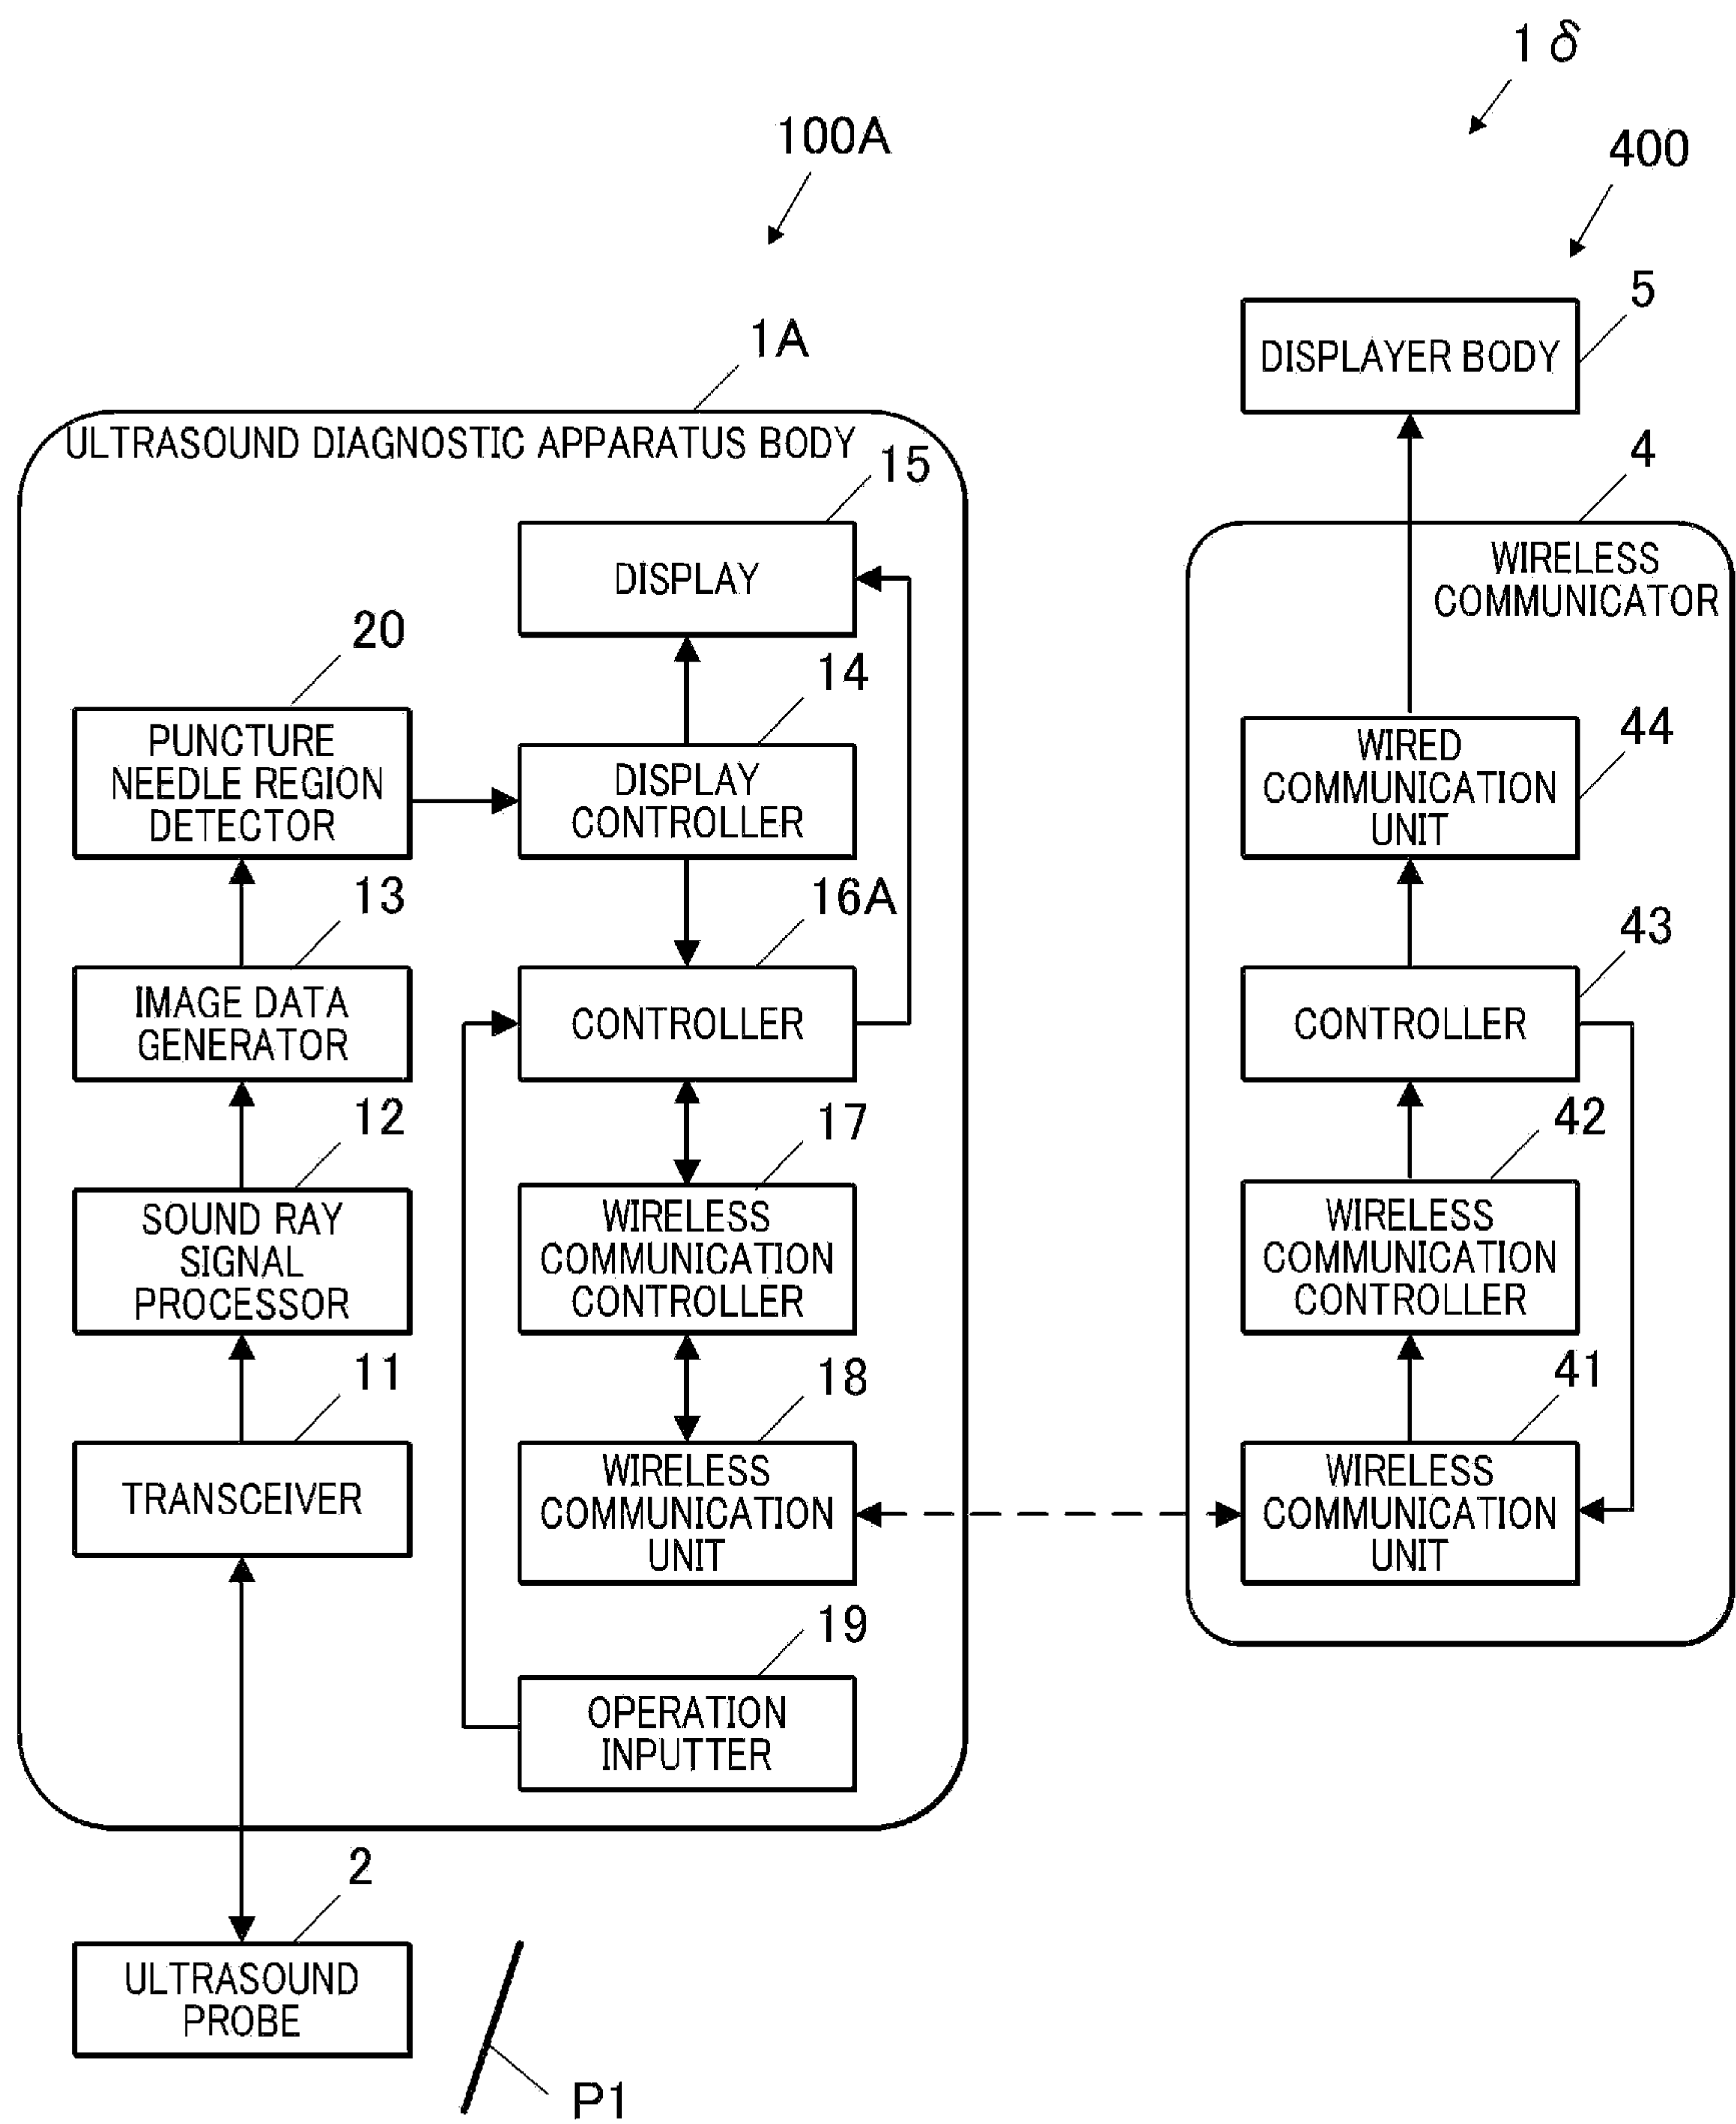 1δ
100A
400
5
1A
DISPLAYER BODY
ULTRASOUND DIAGNOSTIC APPARATUS BODY
15
4
DISPLAY
WIRELESS
COMMUNICATOR
20
14
PUNCTURE
NEEDLE REGION
DETECTOR
DISPLAY
CONTROLLER
WIRED
COMMUNICATION
UNIT
44
13
16A
43
IMAGE DATA
GENERATOR
CONTROLLER
CONTROLLER
12
17
42
SOUND RAY
SIGNAL
PROCESSOR
WIRELESS
COMMUNICATION
CONTROLLER
WIRELESS
COMMUNICATION
CONTROLLER
11
18
41
TRANSCEIVER
WIRELESS
COMMUNICATION
UNIT
WIRELESS
COMMUNICATION
UNIT
19
OPERATION
INPUTTER
2
ULTRASOUND
PROBE
P1